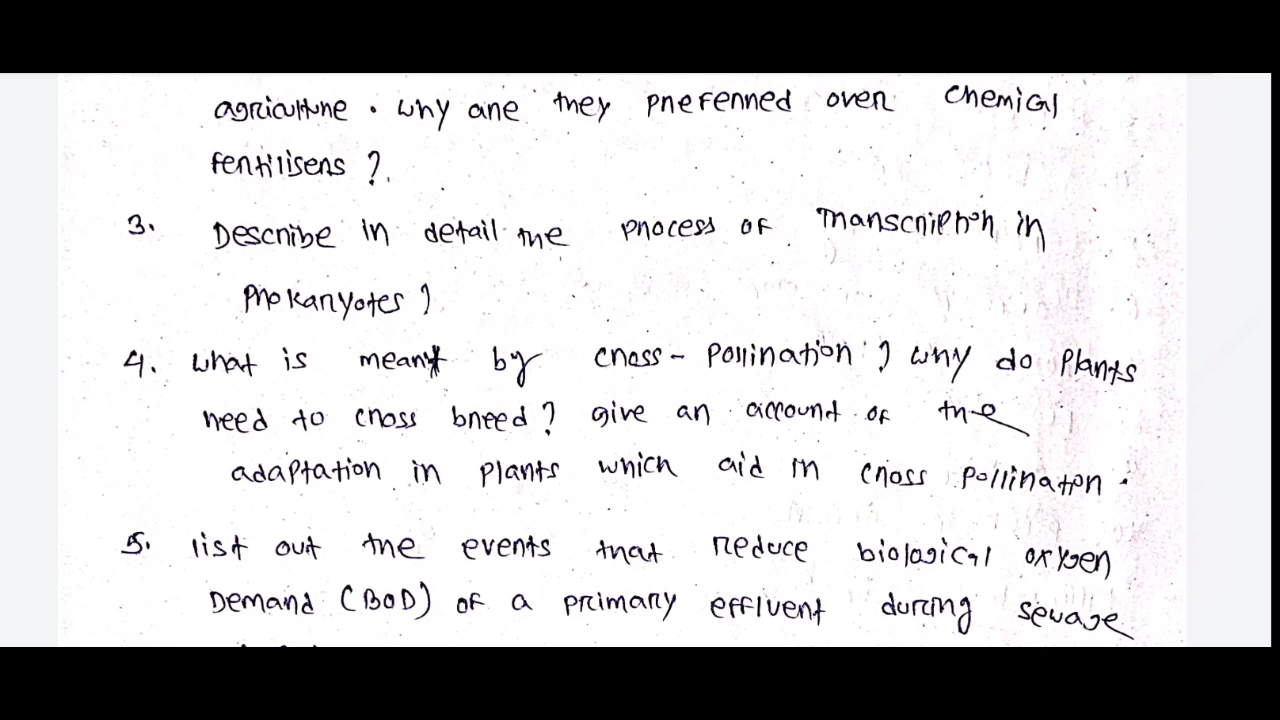 agriculture. why are they preferred over chemical
fertilisers ?
3. Describe in detail the process of Transcription in
prokaryotes ?
4. what is meant by cross - pollination ? why do plants
need to cross breed ? give an account of the
adaptation in plants which aid in cross pollination.
5. list out the events that reduce biological oxygen
Demand (BOD) of a primary effluent during sewage